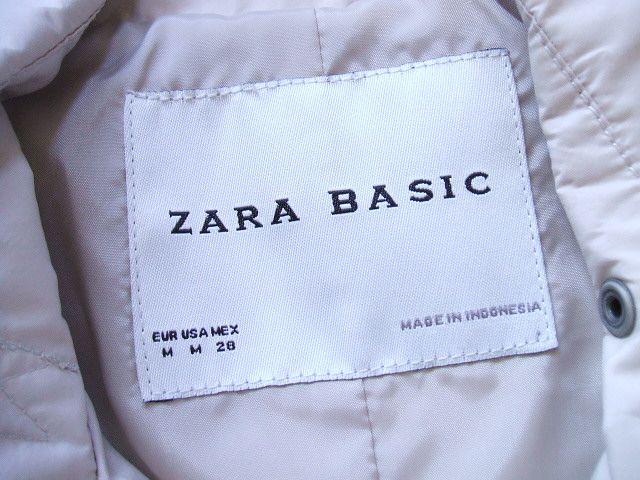 ZARA BASIC
EUR USA MEX
M M 28
MADE IN INDONESIA